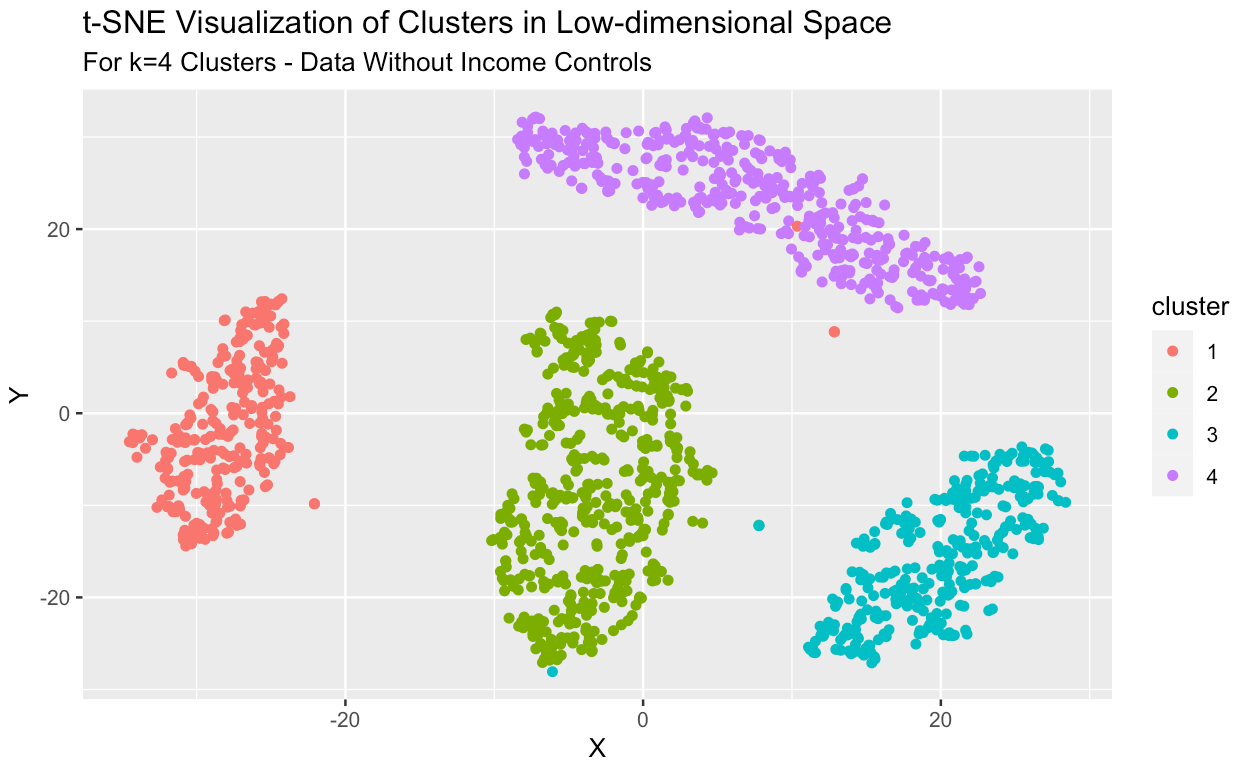 t-SNE Visualization of Clusters in Low-dimensional Space
For k=4 Clusters - Data Without Income Controls
Y
20
0
-20
-20
0
20
X
cluster
1
2
3
4